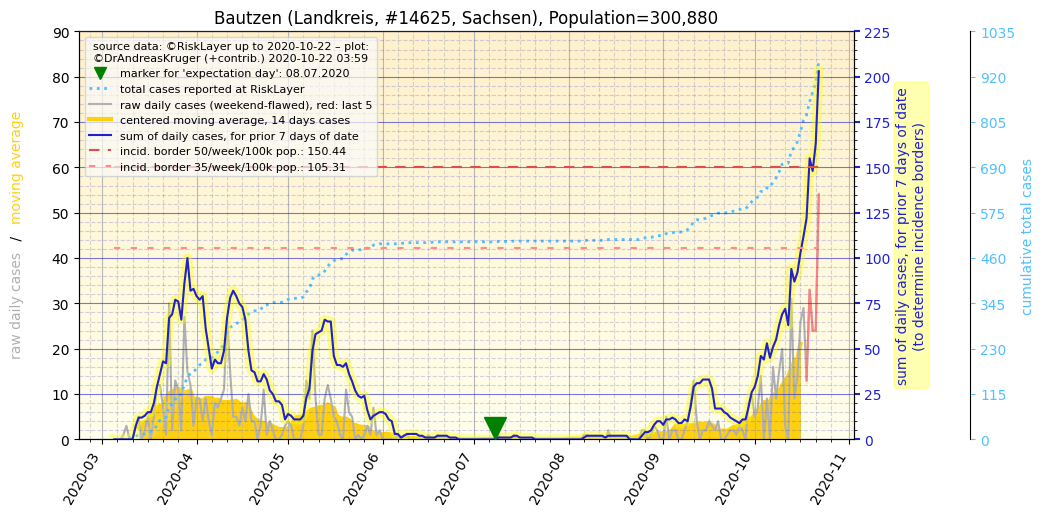 Bautzen (Landkreis, #14625, Sachsen), Population=300,880
source data: ©RiskLayer up to 2020-10-22 – plot:
©DrAndreasKruger (+contrib.) 2020-10-22 03:59
marker for 'expectation day': 08.07.2020
total cases reported at RiskLayer
raw daily cases (weekend-flawed), red: last 5
centered moving average, 14 days cases
sum of daily cases, for prior 7 days of date
incid. border 50/week/100k pop.: 150.44
incid. border 35/week/100k pop.: 105.31
raw daily cases / moving average
90
80
70
60
50
40
30
20
10
0
2020-03
2020-04
2020-05
2020-06
2020-07
2020-08
2020-09
2020-10
2020-11
225
200
175
150
125
100
75
50
25
0
sum of daily cases, for prior 7 days of date
(to determine incidence borders)
1035
920
805
690
575
460
345
230
115
0
cumulative total cases